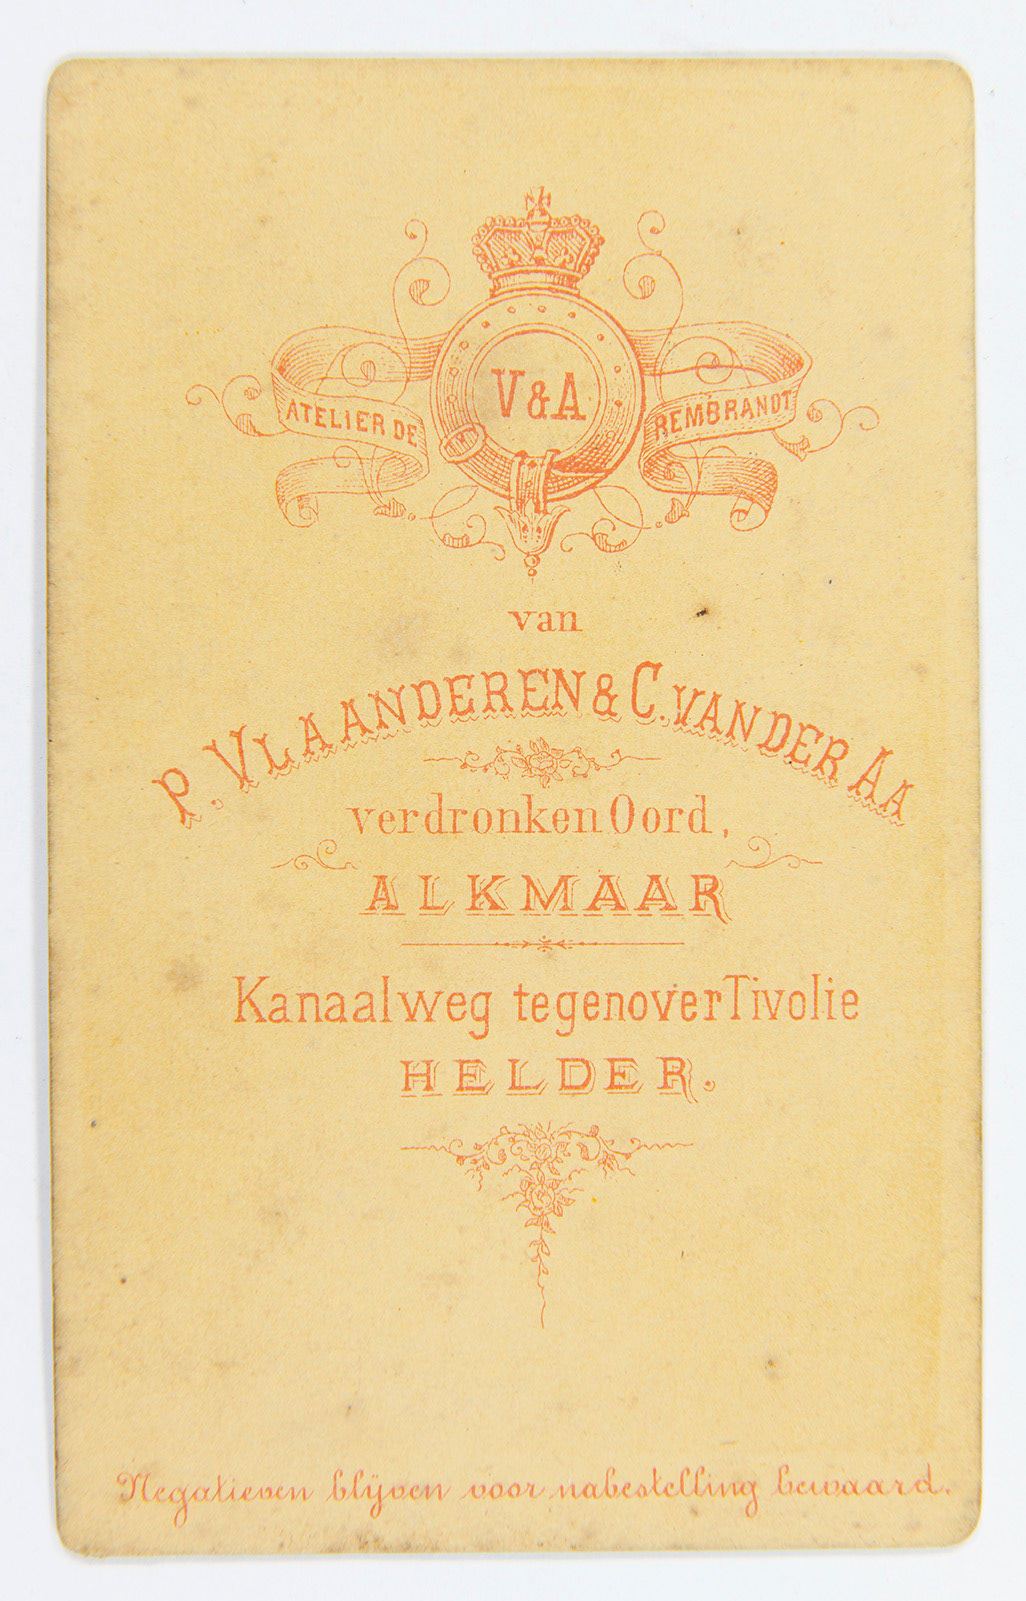 V & A
ATELIER DE REMBRANDT
van
P. VLAANDEREN & C. VAN DER AA
verdronken Oord,
ALKMAAR
Kanaalweg tegenover Tivolie
HELDER.
Negatieven blijven voor nabestelling bewaard.